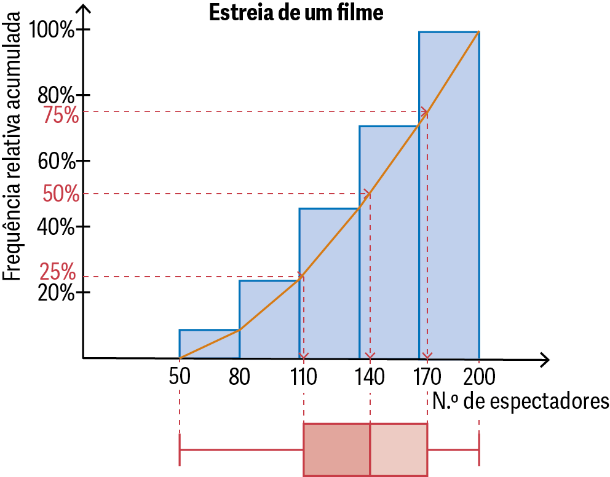 Estreia de um filme
Frequência relativa acumulada
100%
80%
75%
60%
50%
40%
25%
20%
50 80 110 140 170 200
N.º de espectadores